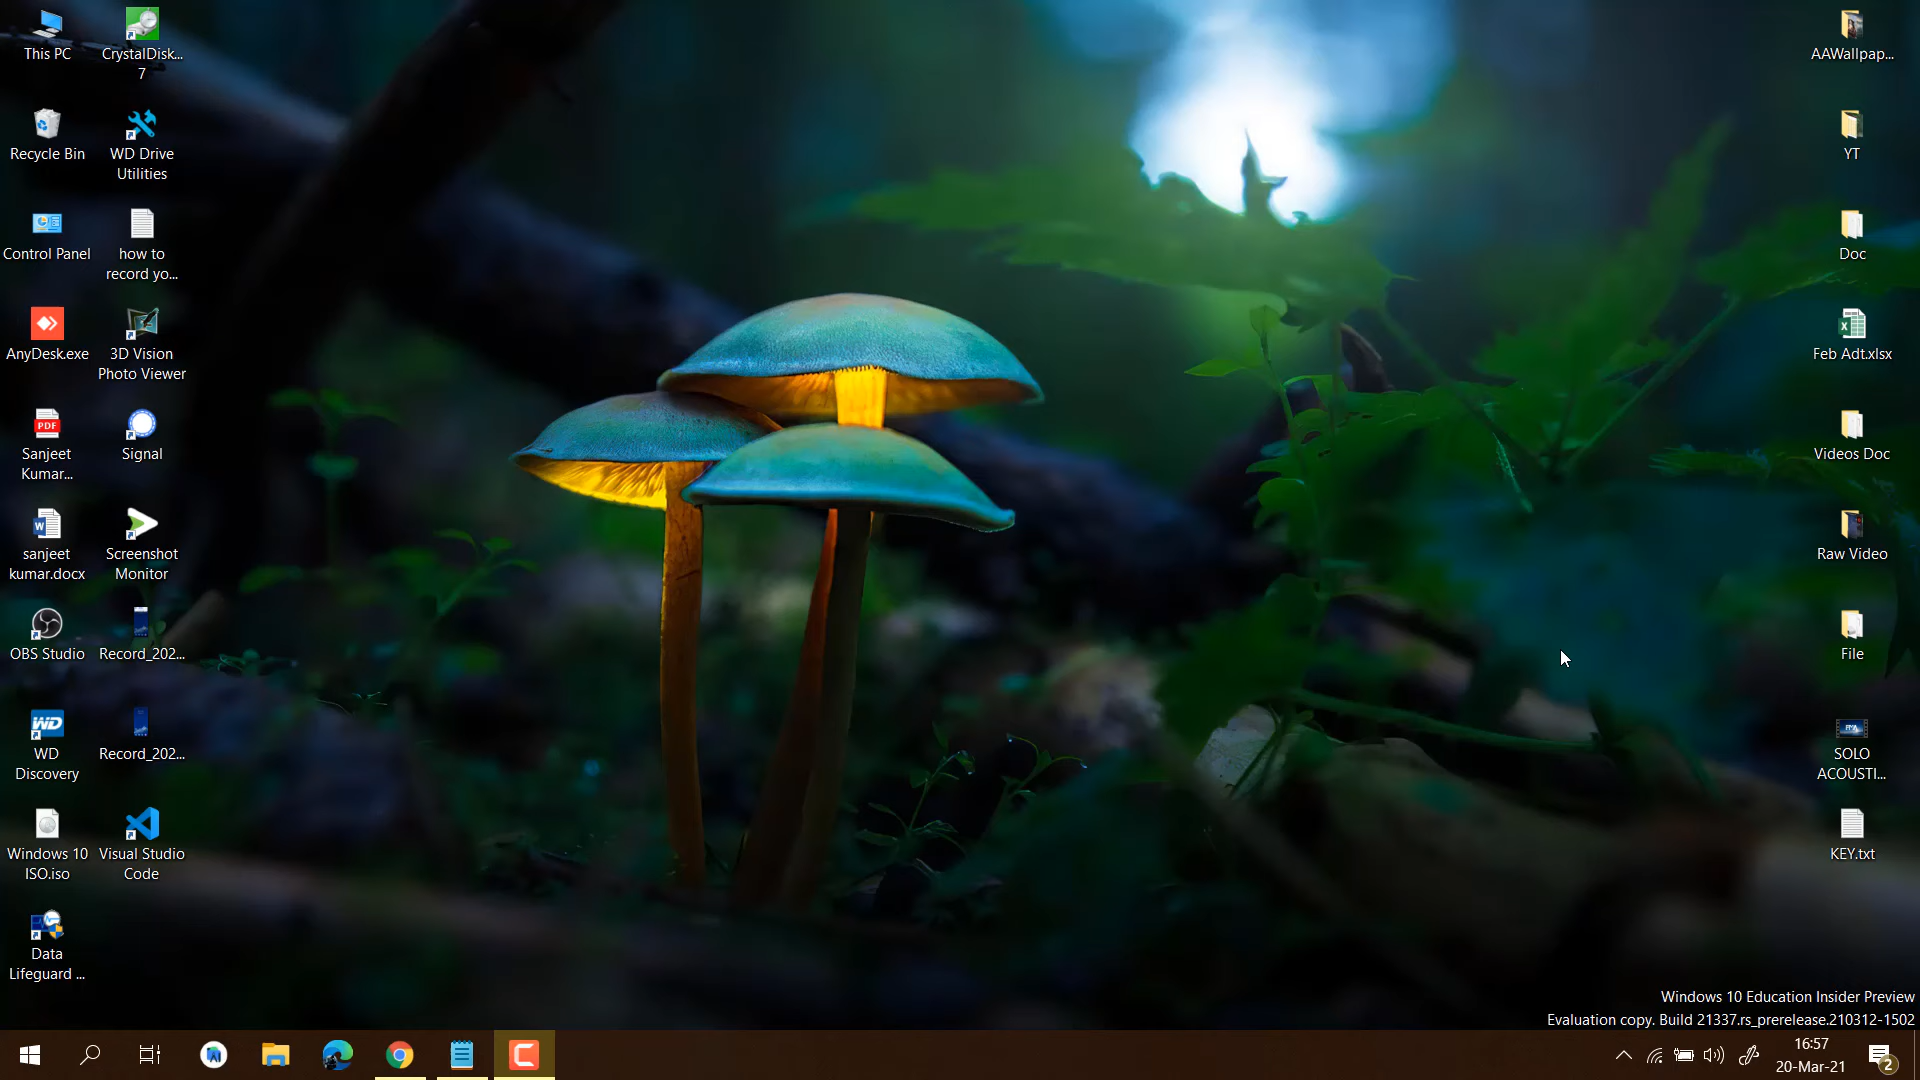 This PC
CrystalDisk...
7
Recycle Bin
WD Drive
Utilities
Control Panel
how to
record yo...
AnyDesk.exe
3D Vision
Photo Viewer
PDF
Sanjeet
Kumar...
Signal
W
sanjeet
kumar.docx
Screenshot
Monitor
OBS Studio
Record_202...
WD
WD
Discovery
Record_202...
Windows 10
ISO.iso
Visual Studio
Code
Data
Lifeguard ...
AAWallpap...
YT
Doc
X
Feb Adt.xlsx
Videos Doc
Raw Video
File
SOLO
ACOUSTI...
KEY.txt
Windows 10 Education Insider Preview
Evaluation copy. Build 21337.rs_prerelease.210312-1502
16:57
20-Mar-21
2